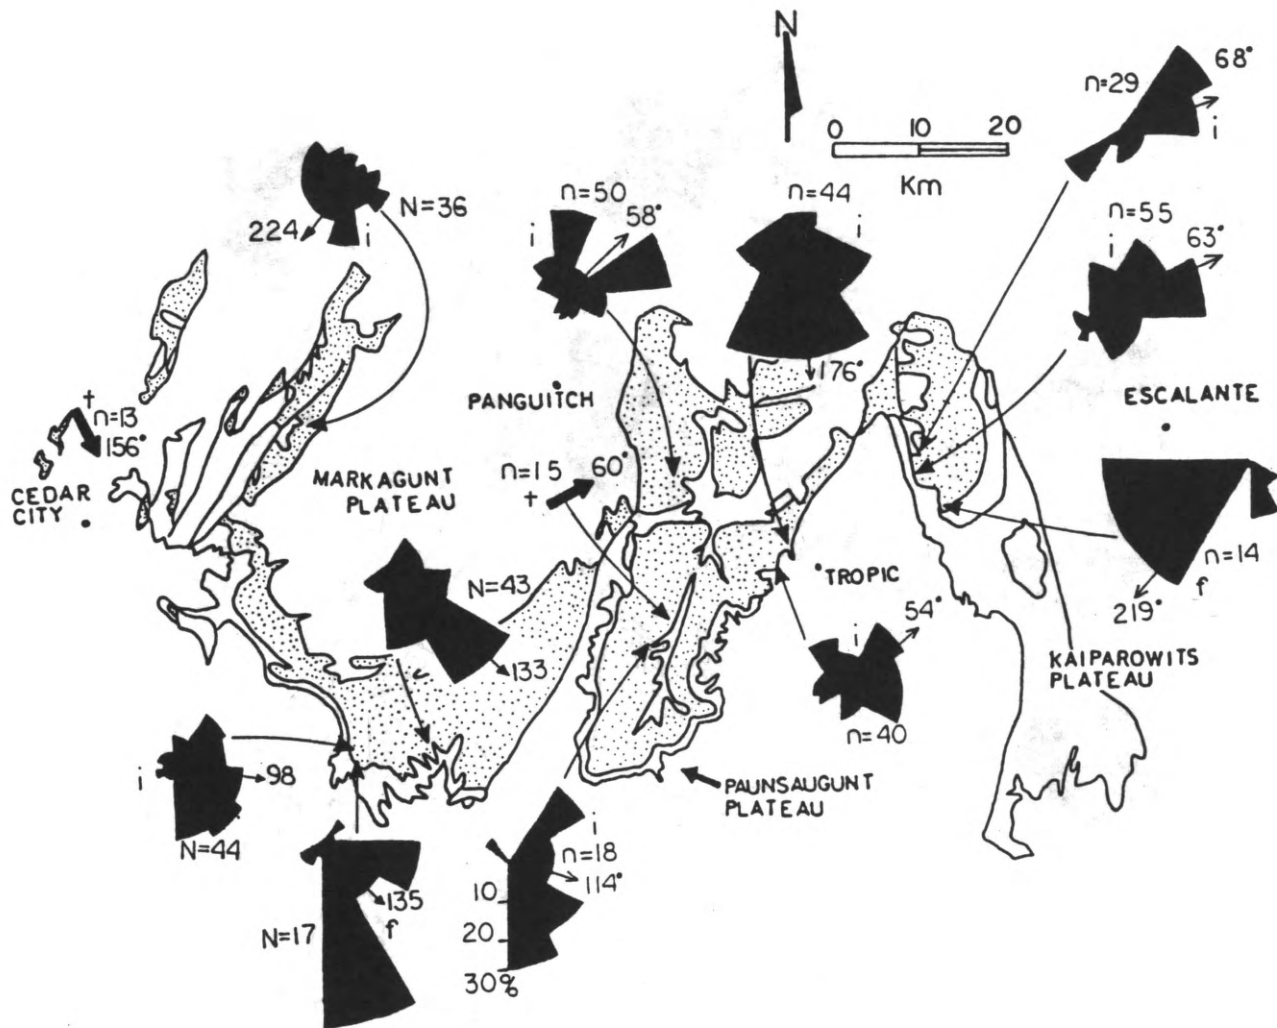 N
0 10 20
Km
n=29
68°
i
N=36
224
i
n=50
58°
i
n=44
i
176°
n=55
i
63°
ESCALANTE
PANGUITCH
†
n=13
156°
CEDAR
CITY
MARKAGUNT
PLATEAU
n=15
60°
†
n=14
f
219°
TROPIC
N=43
133
54°
i
n=40
KAIPAROWITS
PLATEAU
PAUNSAUGUNT
PLATEAU
i
98
N=44
i
n=18
114°
10
20
30%
135
f
N=17